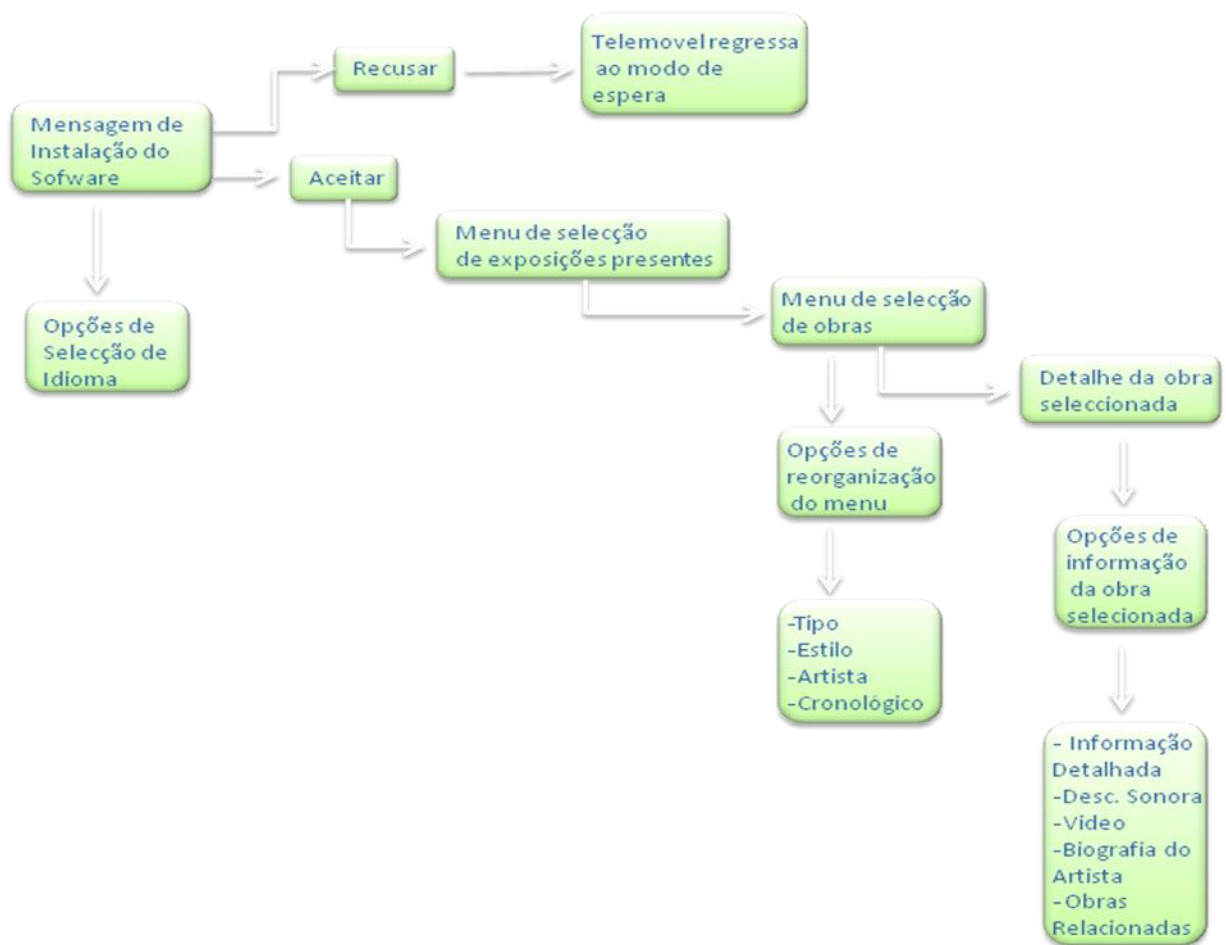 Mensagem de
Instalação do
Sofware
Recusar
Telemovel regressa
ao modo de
espera
Aceitar
Opções de
Selecção de
Idioma
Menu de selecção
de exposições presentes
Menu de selecção
de obras
Opções de
reorganização
do menu
-Tipo
-Estilo
-Artista
-Cronológico
Detalhe da obra
seleccionada
Opções de
informação
da obra
selecionada
- Informação
Detalhada
-Desc. Sonora
-Video
-Biografia do
Artista
-Obras
Relacionadas